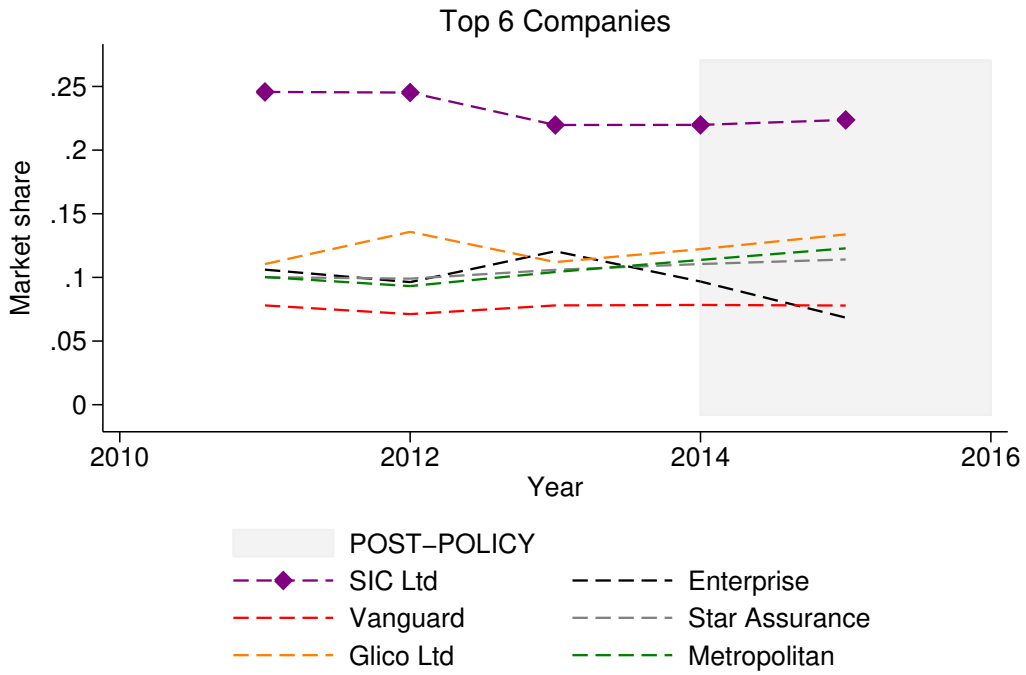 Top 6 Companies
Market share
.25
.2
.15
.1
.05
0
2010 2012 2014 2016
Year
POST−POLICY
SIC Ltd Enterprise
Vanguard Star Assurance
Glico Ltd Metropolitan